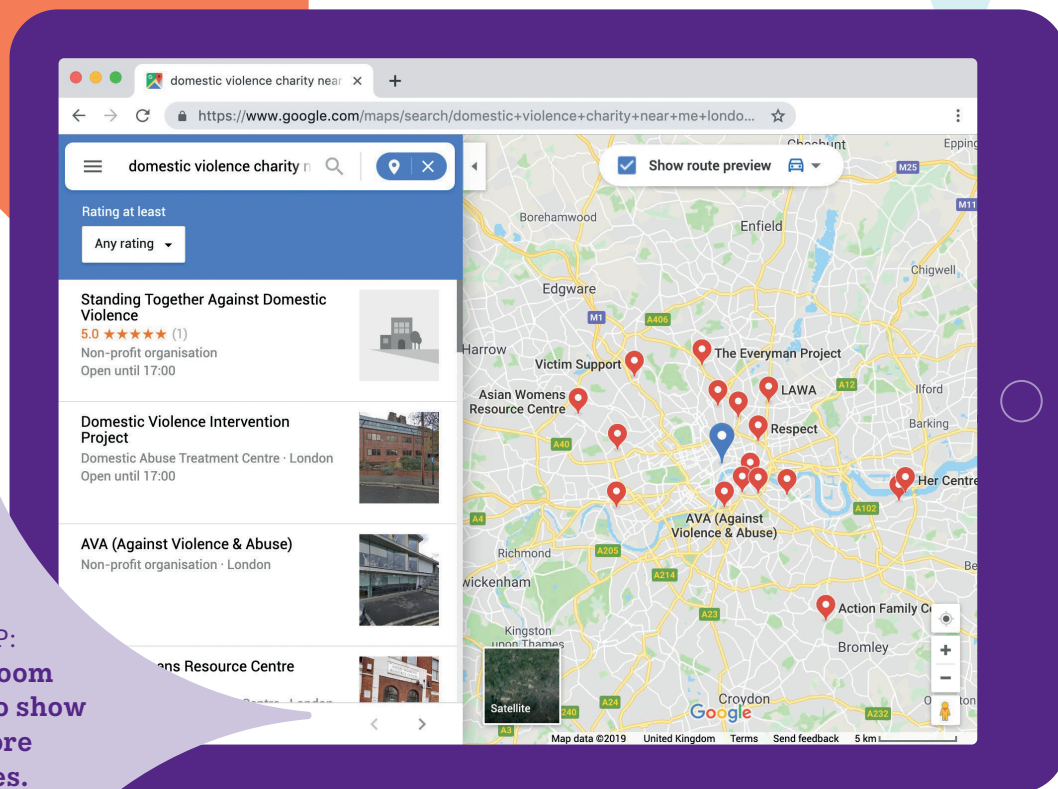 domestic violence charity near
https://www.google.com/maps/search/domestic+violence+charity+near+me+londo...
domestic violence charity
Rating at least
Any rating
Standing Together Against Domestic
Violence
5.0 ★★★★★ (1)
Non-profit organisation
Open until 17:00
Domestic Violence Intervention
Project
Domestic Abuse Treatment Centre · London
Open until 17:00
AVA (Against Violence & Abuse)
Non-profit organisation · London
ens Resource Centre
P:
oom
o show
ore
es.
Show route preview
Epping
M25
M11
Borehamwood
Enfield
Chigwell
Edgware
M1
A406
Harrow
Victim Support
The Everyman Project
Asian Womens
Resource Centre
LAWA
A12
Ilford
Barking
Respect
A40
Her Centre
A102
A4
AVA (Against
Violence & Abuse)
Richmond
A205
wickenham
A214
A23
Action Family
Kingston
upon Thames
Bromley
Satellite
240
A24
Croydon
Google
A232
A3
Map data ©2019 United Kingdom Terms Send feedback 5 km